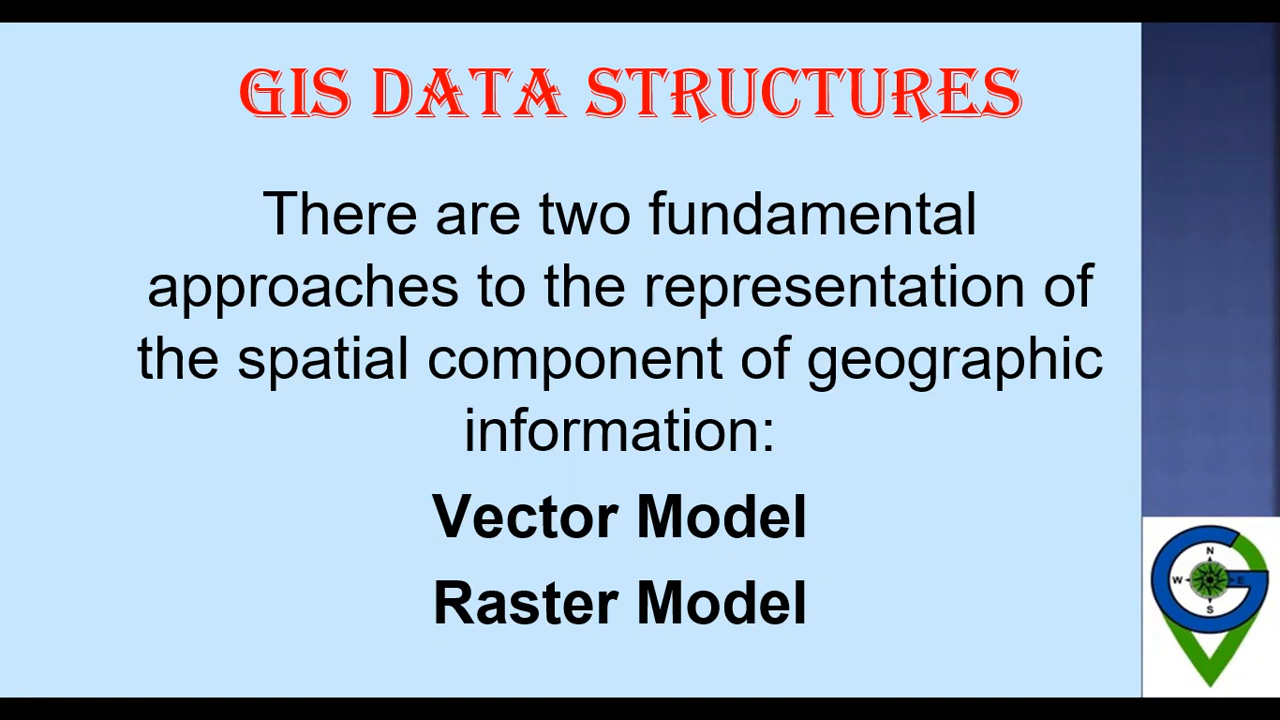 GIS DATA STRUCTURES
There are two fundamental
approaches to the representation of
the spatial component of geographic
information:
Vector Model
Raster Model
N
W E
S